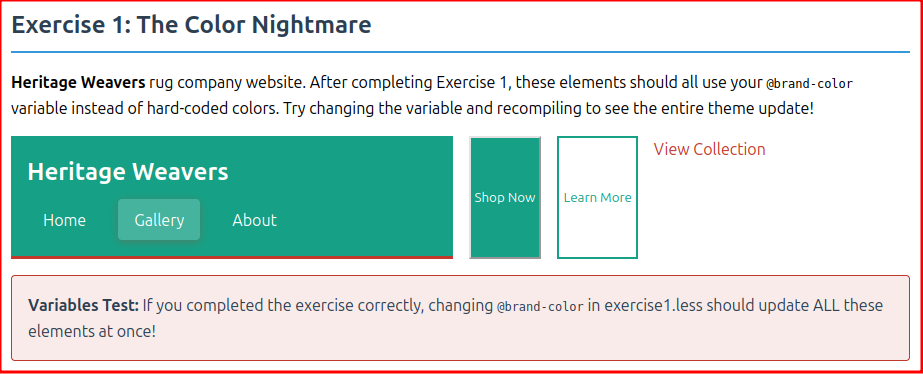 Exercise 1: The Color Nightmare
Heritage Weavers rug company website. After completing Exercise 1, these elements should all use your @brand-color
variable instead of hard-coded colors. Try changing the variable and recompiling to see the entire theme update!
Heritage Weavers
Home Gallery About
Shop Now
Learn More
View Collection
Variables Test: If you completed the exercise correctly, changing @brand-color in exercise1.less should update ALL these
elements at once!